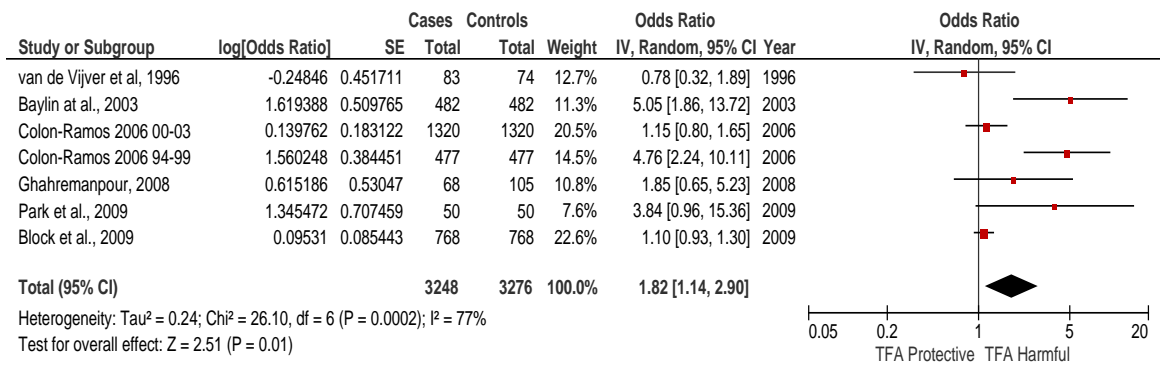 Cases Controls Odds Ratio Odds Ratio
Study or Subgroup log[Odds Ratio] SE Total Total Weight IV, Random, 95% CI Year IV, Random, 95% CI
van de Vijver et al, 1996 -0.24846 0.451711 83 74 12.7% 0.78 [0.32, 1.89] 1996
Baylin at al., 2003 1.619388 0.509765 482 482 11.3% 5.05 [1.86, 13.72] 2003
Colon-Ramos 2006 00-03 0.139762 0.183122 1320 1320 20.5% 1.15 [0.80, 1.65] 2006
Colon-Ramos 2006 94-99 1.560248 0.384451 477 477 14.5% 4.76 [2.24, 10.11] 2006
Ghahremanpour, 2008 0.615186 0.53047 68 105 10.8% 1.85 [0.65, 5.23] 2008
Park et al., 2009 1.345472 0.707459 50 50 7.6% 3.84 [0.96, 15.36] 2009
Block et al., 2009 0.09531 0.085443 768 768 22.6% 1.10 [0.93, 1.30] 2009
Total (95% CI) 3248 3276 100.0% 1.82 [1.14, 2.90]
Heterogeneity: Tau² = 0.24; Chi² = 26.10, df = 6 (P = 0.0002); I² = 77%
Test for overall effect: Z = 2.51 (P = 0.01)
0.05 0.2 1 5 20
TFA Protective TFA Harmful